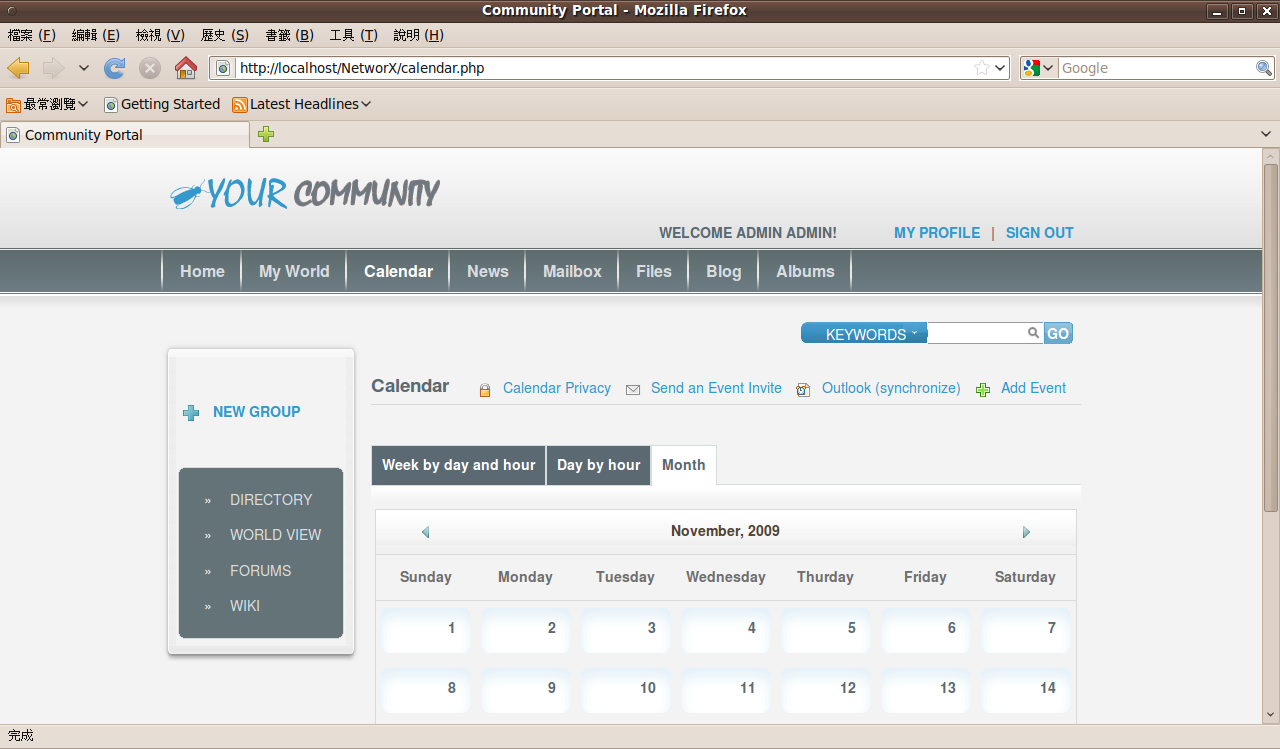 Community Portal - Mozilla Firefox
檔案 (F) 編輯 (E) 檢視 (V) 歷史 (S) 書籤 (B) 工具 (T) 說明 (H)
http://localhost/NetworX/calendar.php Google
最常瀏覽 Getting Started Latest Headlines
Community Portal
YOUR COMMUNITY
WELCOME ADMIN ADMIN! MY PROFILE | SIGN OUT
Home My World Calendar News Mailbox Files Blog Albums
KEYWORDS GO
Calendar Calendar Privacy Send an Event Invite Outlook (synchronize) Add Event
NEW GROUP
Week by day and hour Day by hour Month
» DIRECTORY
» WORLD VIEW
» FORUMS
» WIKI
November, 2009
Sunday Monday Tuesday Wednesday Thurday Friday Saturday
1 2 3 4 5 6 7
8 9 10 11 12 13 14
完成